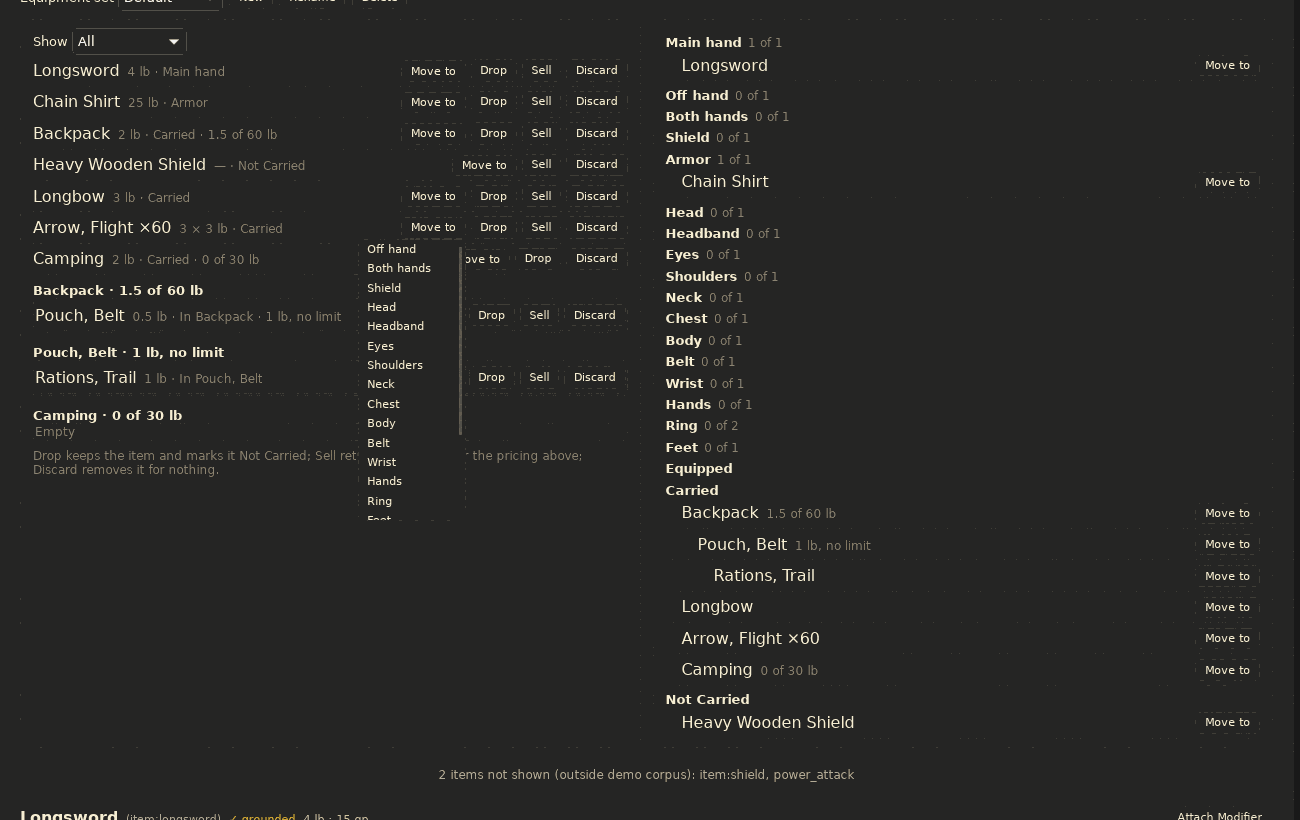 Equipment set Default New Rename Delete
Show All
Longsword 4 lb · Main hand Move to Drop Sell Discard
Chain Shirt 25 lb · Armor Move to Drop Sell Discard
Backpack 2 lb · Carried · 1.5 of 60 lb Move to Drop Sell Discard
Heavy Wooden Shield — · Not Carried Move to Sell Discard
Longbow 3 lb · Carried Move to Drop Sell Discard
Arrow, Flight ×60 3 × 3 lb · Carried Move to Drop Sell Discard
Camping 2 lb · Carried · 0 of 30 lb ove to Drop Discard
Backpack · 1.5 of 60 lb
Pouch, Belt 0.5 lb · In Backpack · 1 lb, no limit Drop Sell Discard
Pouch, Belt · 1 lb, no limit
Rations, Trail 1 lb · In Pouch, Belt Drop Sell Discard
Camping · 0 of 30 lb
Empty
Drop keeps the item and marks it Not Carried; Sell ret the pricing above;
Discard removes it for nothing.
Off hand
Both hands
Shield
Head
Headband
Eyes
Shoulders
Neck
Chest
Body
Belt
Wrist
Hands
Ring
Feet
Main hand 1 of 1
Longsword Move to
Off hand 0 of 1
Both hands 0 of 1
Shield 0 of 1
Armor 1 of 1
Chain Shirt Move to
Head 0 of 1
Headband 0 of 1
Eyes 0 of 1
Shoulders 0 of 1
Neck 0 of 1
Chest 0 of 1
Body 0 of 1
Belt 0 of 1
Wrist 0 of 1
Hands 0 of 1
Ring 0 of 2
Feet 0 of 1
Equipped
Carried
Backpack 1.5 of 60 lb Move to
Pouch, Belt 1 lb, no limit Move to
Rations, Trail Move to
Longbow Move to
Arrow, Flight ×60 Move to
Camping 0 of 30 lb Move to
Not Carried
Heavy Wooden Shield Move to
2 items not shown (outside demo corpus): item:shield, power_attack
Longsword (item:longsword) ✓ grounded 4 lb · 15 gp Attach Modifier